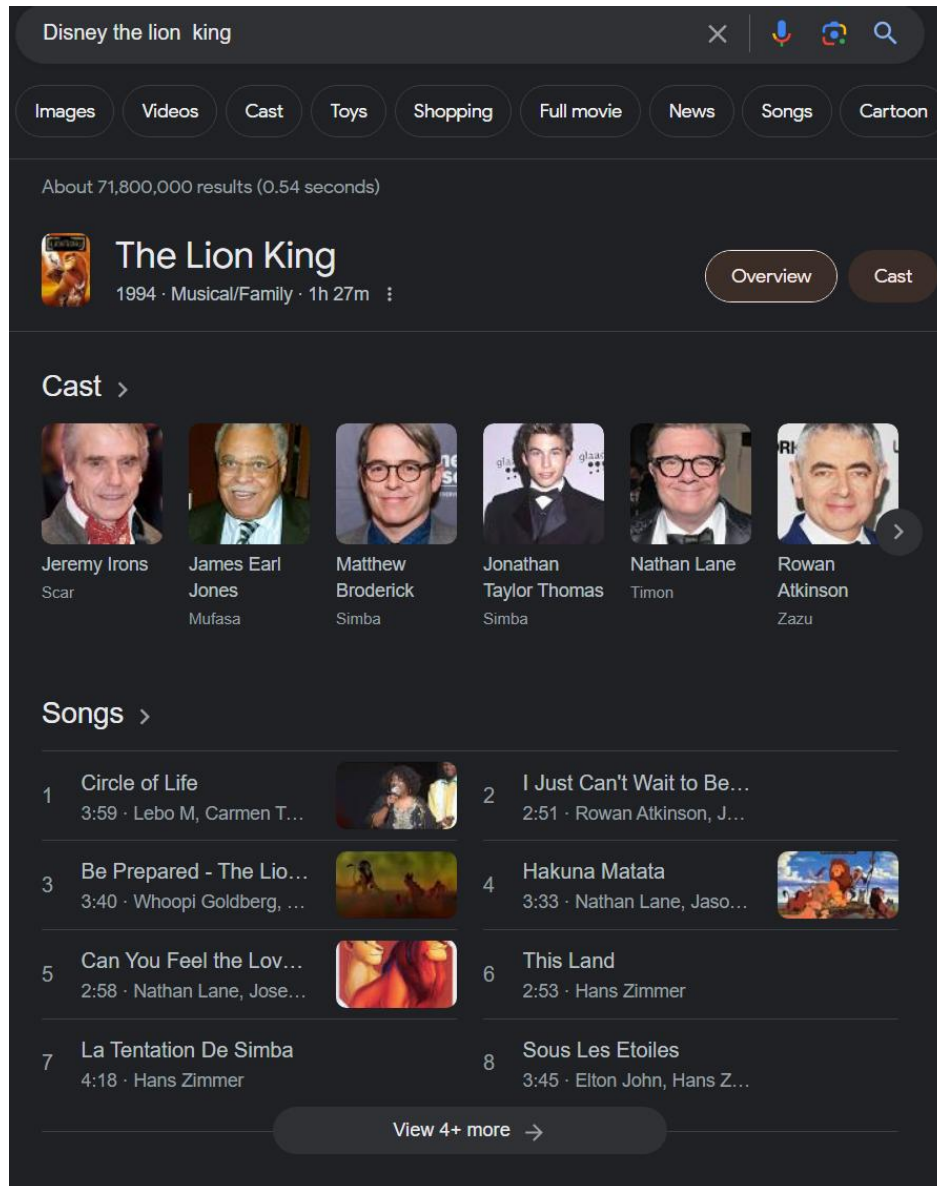 Disney the lion  king
Images
Videos
Cast
Toys
Shopping
Full movie
News
Songs
Cartoon
About 71,800,000 results (0.54 seconds)
The Lion King
1994 · Musical/Family · 1h 27m
Overview
Cast
Cast
Jeremy Irons
Scar
James Earl
Jones
Mufasa
Matthew
Broderick
Simba
Jonathan
Taylor Thomas
Simba
Nathan Lane
Timon
Rowan
Atkinson
Zazu
Songs
1
Circle of Life
3:59 · Lebo M, Carmen T...
2
I Just Can't Wait to Be...
2:51 · Rowan Atkinson, J...
3
Be Prepared - The Lio...
3:40 · Whoopi Goldberg, ...
4
Hakuna Matata
3:33 · Nathan Lane, Jaso...
5
Can You Feel the Lov...
2:58 · Nathan Lane, Jose...
6
This Land
2:53 · Hans Zimmer
7
La Tentation De Simba
4:18 · Hans Zimmer
8
Sous Les Etoiles
3:45 · Elton John, Hans Z...
View 4+ more